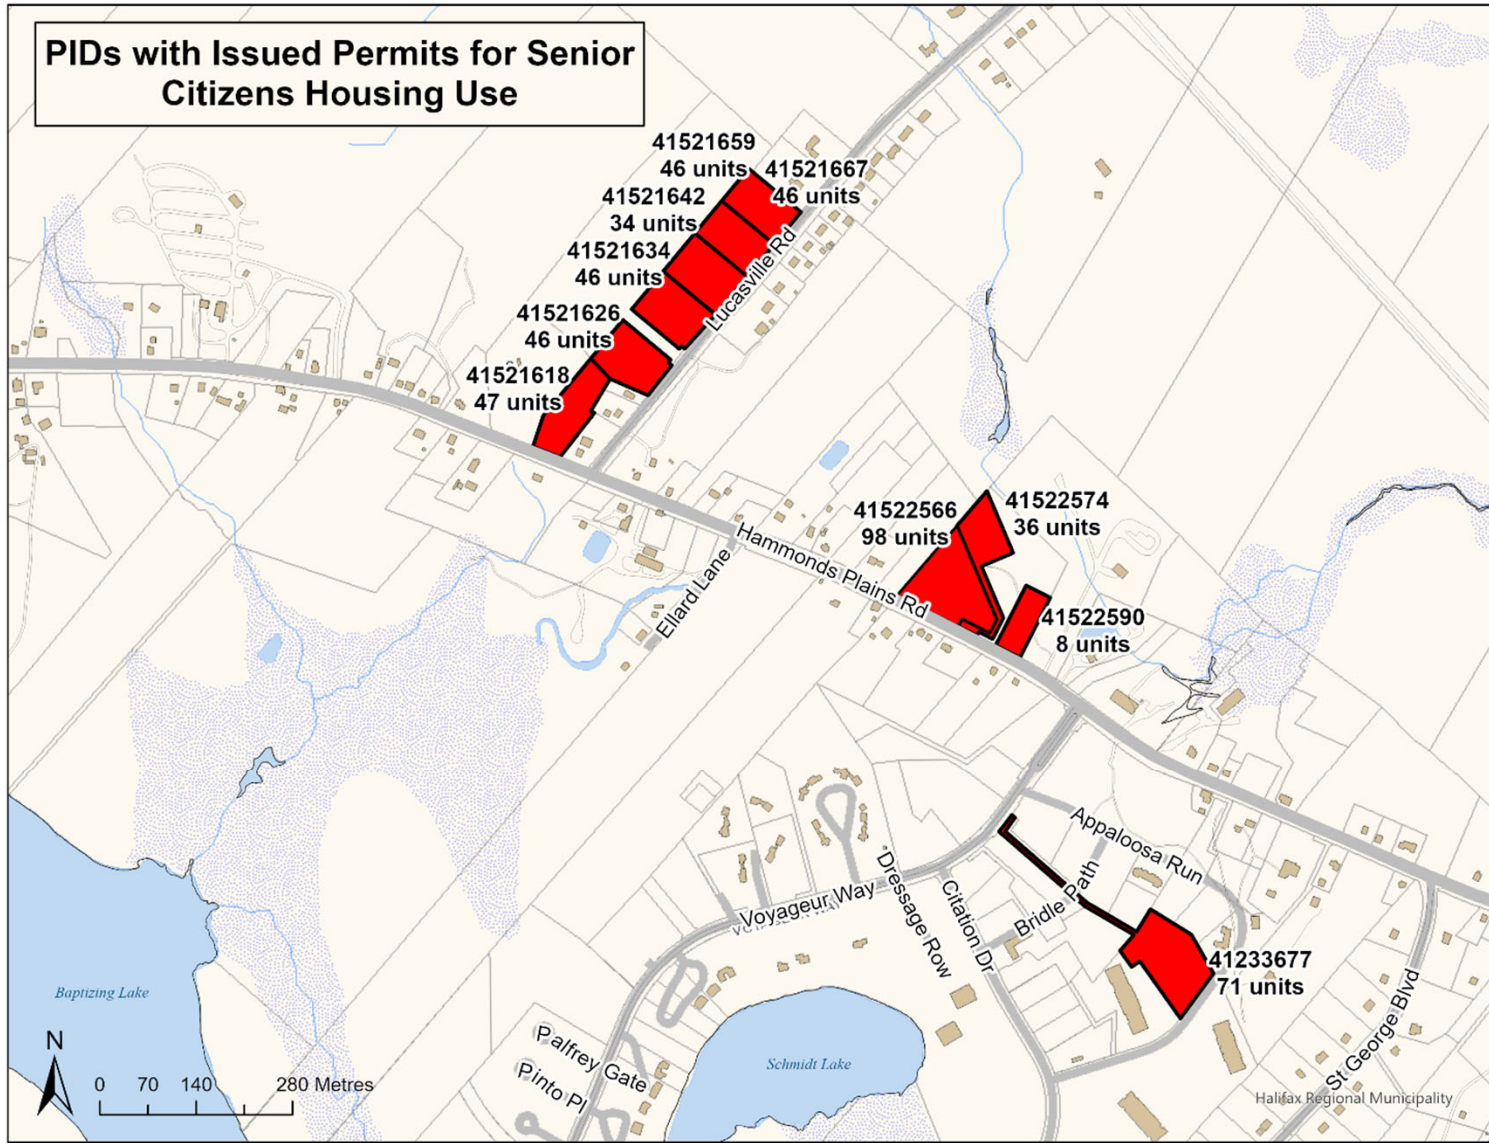 PIDs with Issued Permits for Senior
Citizens Housing Use
41521659
46 units
41521667
46 units
41521642
34 units
41521634
46 units
41521626
46 units
41521618
47 units
Lucasville Rd
41522566
98 units
41522574
36 units
41522590
8 units
Hammonds Plains Rd
Ellard Lane
Appaloosa Run
Bridle Path
Citation Dr
Dressage Row
Voyageur Way
41233677
71 units
St George Blvd
Baptizing Lake
Schmidt Lake
Palfrey Gate
Pinto Pl
N
0 70 140 280 Metres
Halifax Regional Municipality